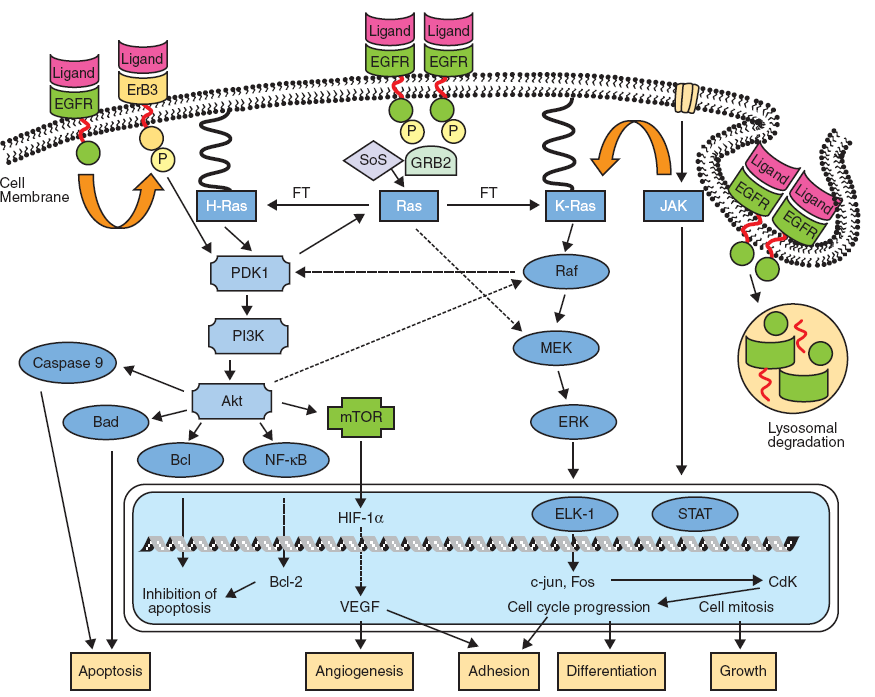 Ligand
Ligand
EGFR
EGFR
Ligand
Ligand
EGFR
ErB3
P
P
P
Cell
Membrane
SoS
GRB2
Ligand
Ligand
EGFR
EGFR
H-Ras
FT
Ras
FT
K-Ras
JAK
PDK1
Raf
PI3K
MEK
Caspase 9
Akt
Bad
mTOR
ERK
Lysosomal
degradation
Bcl
NF-κB
HIF-1α
ELK-1
STAT
Inhibition of
apoptosis
Bcl-2
VEGF
c-jun, Fos
CdK
Cell cycle progression
Cell mitosis
Apoptosis
Angiogenesis
Adhesion
Differentiation
Growth